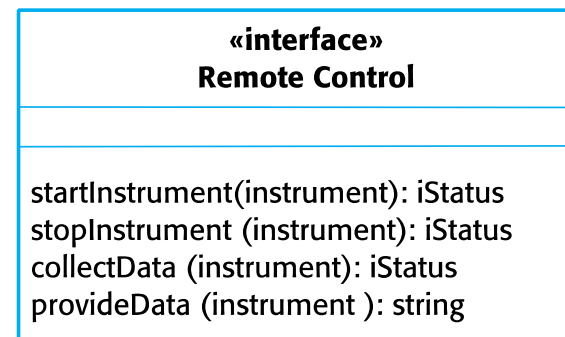 «interface»
Remote Control
startInstrument(instrument): iStatus
stopInstrument (instrument): iStatus
collectData (instrument): iStatus
provideData (instrument ): string